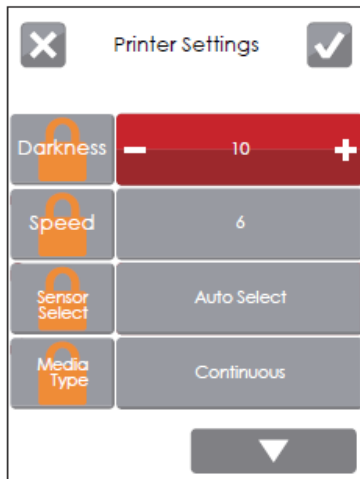 Printer Settings
Darkness
10
Speed
6
Sensor
Select
Auto Select
Media
Type
Continuous